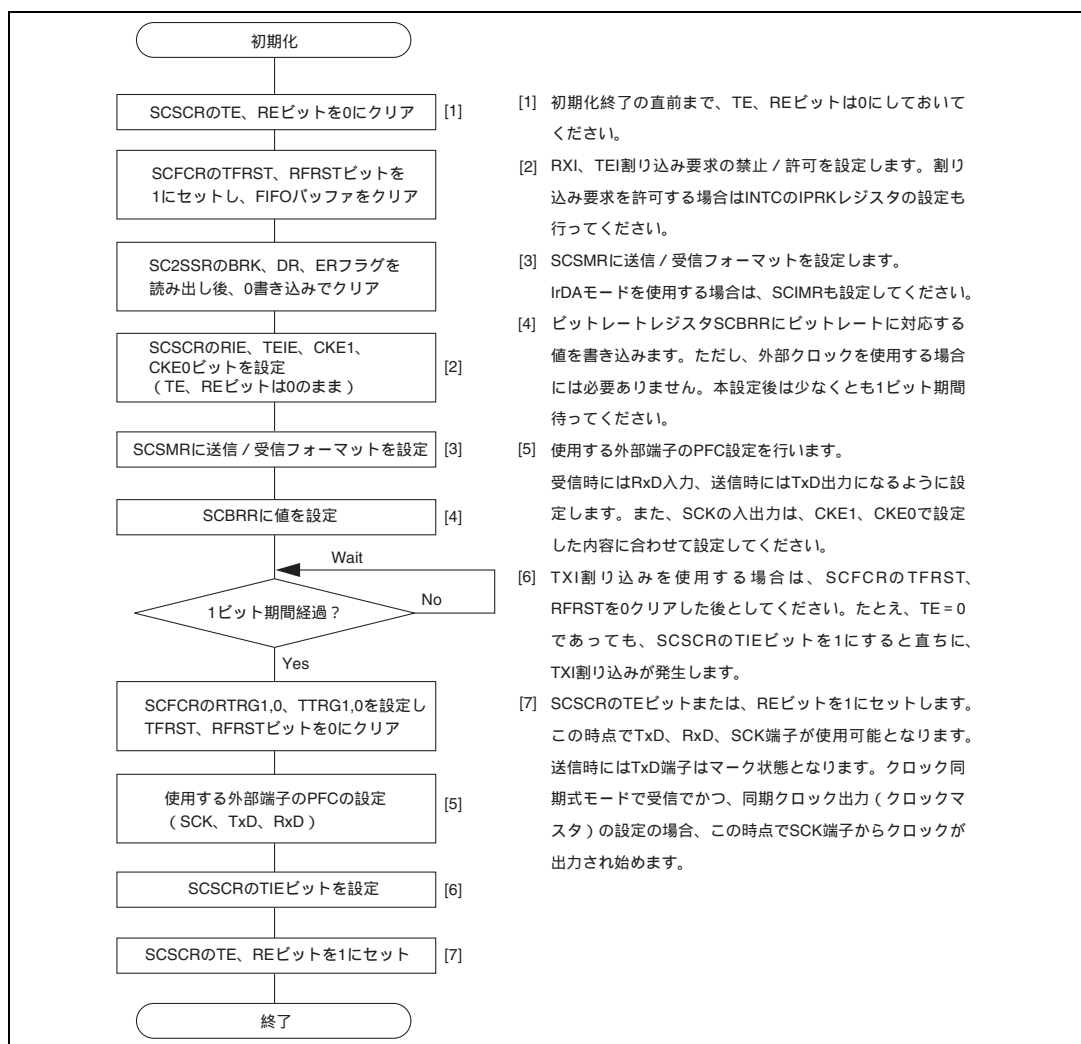 初期化
SCSCRのTE、REビットを0にクリア [1]
SCFCRのTFRST、RFRSTビットを
1にセットし、FIFOバッファをクリア
SC2SSRのBRK、DR、ERフラグを
読み出し後、0書き込みでクリア
SCSCRのRIE、TEIE、CKE1、
CKE0ビットを設定
（TE、REビットは0のまま） [2]
SCSMRに送信 / 受信フォーマットを設定 [3]
SCBRRに値を設定 [4]
Wait
1ビット期間経過？
No
Yes
SCFCRのRTRG1,0、TTRG1,0を設定し
TFRST、RFRSTビットを0にクリア
使用する外部端子のPFCの設定
（SCK、TxD、RxD） [5]
SCSCRのTIEビットを設定 [6]
SCSCRのTE、REビットを1にセット [7]
終了
[1] 初期化終了の直前まで、TE、REビットは0にしておいて
ください。
[2] RXI、TEI割り込み要求の禁止 / 許可を設定します。割り
込み要求を許可する場合はINTCのIPRKレジスタの設定も
行ってください。
[3] SCSMRに送信 / 受信フォーマットを設定します。
IrDAモードを使用する場合は、SCIMRも設定してください。
[4] ビットレートレジスタSCBRRにビットレートに対応する
値を書き込みます。ただし、外部クロックを使用する場合
には必要ありません。本設定後は少なくとも1ビット期間
待ってください。
[5] 使用する外部端子のPFC設定を行います。
受信時にはRxD入力、送信時にはTxD出力になるように設
定します。また、SCKの入出力は、CKE1、CKE0で設定
した内容に合わせて設定してください。
[6] TXI割り込みを使用する場合は、SCFCRのTFRST、
RFRSTを0クリアした後としてください。たとえ、TE = 0
であっても、SCSCRのTIEビットを1にすると直ちに、
TXI割り込みが発生します。
[7] SCSCRのTEビットまたは、REビットを1にセットします。
この時点でTxD、RxD、SCK端子が使用可能となります。
送信時にはTxD端子はマーク状態となります。クロック同
期式モードで受信でかつ、同期クロック出力（クロックマ
スタ）の設定の場合、この時点でSCK端子からクロックが
出力され始めます。